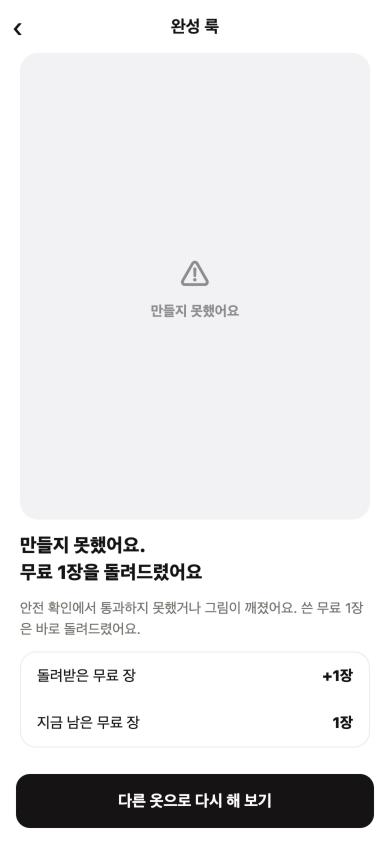 완성 룩
만들지 못했어요
만들지 못했어요.
무료 1장을 돌려드렸어요
안전 확인에서 통과하지 못했거나 그림이 깨졌어요. 쓴 무료 1장
은 바로 돌려드렸어요.
돌려받은 무료 장 +1장
지금 남은 무료 장 1장
다른 옷으로 다시 해 보기